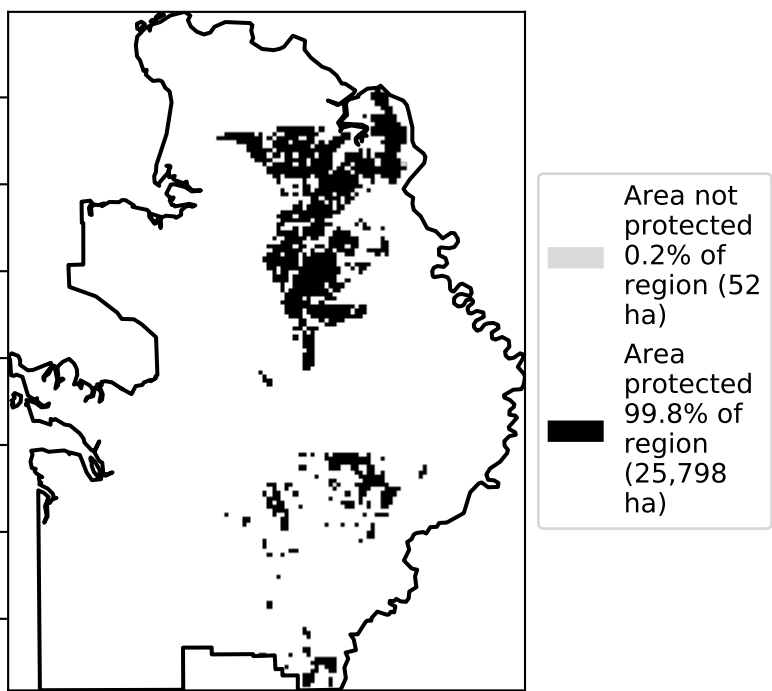 Area not
protected
0.2% of
region (52
ha)
Area
protected
99.8% of
region
(25,798
ha)